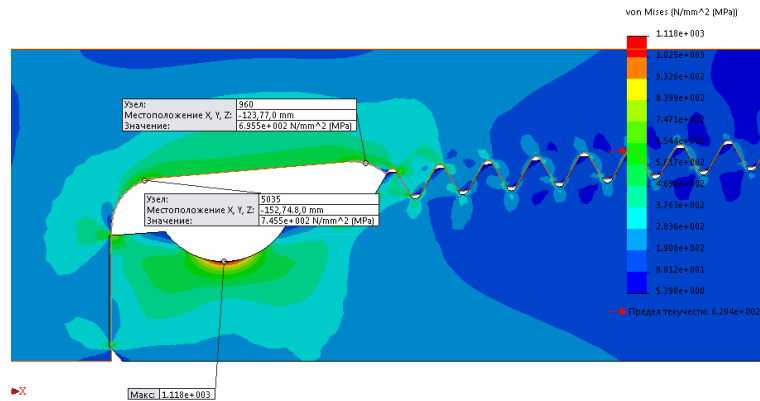 von Mises (N/mm^2 (MPa))
1.118e+003
1.025e+003
9.326e+002
8.399e+002
7.471e+002
6.544e+002
5.617e+002
4.690e+002
3.763e+002
2.836e+002
1.908e+002
9.812e+001
5.398e+000
Предел текучести: 6.204e+002
Узел: 960
Местоположение X, Y, Z: -123,77,0 mm
Значение: 6.955e+002 N/mm^2 (MPa)
Узел: 5035
Местоположение X, Y, Z: -152,74.8,0 mm
Значение: 7.455e+002 N/mm^2 (MPa)
Макс: 1.118e+003
X